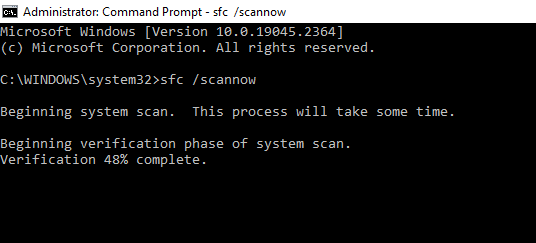 Administrator: Command Prompt - sfc /scannow
Microsoft Windows [Version 10.0.19045.2364]
(c) Microsoft Corporation. All rights reserved.
C:\WINDOWS\system32>sfc /scannow
Beginning system scan.  This process will take some time.
Beginning verification phase of system scan.
Verification 48% complete.